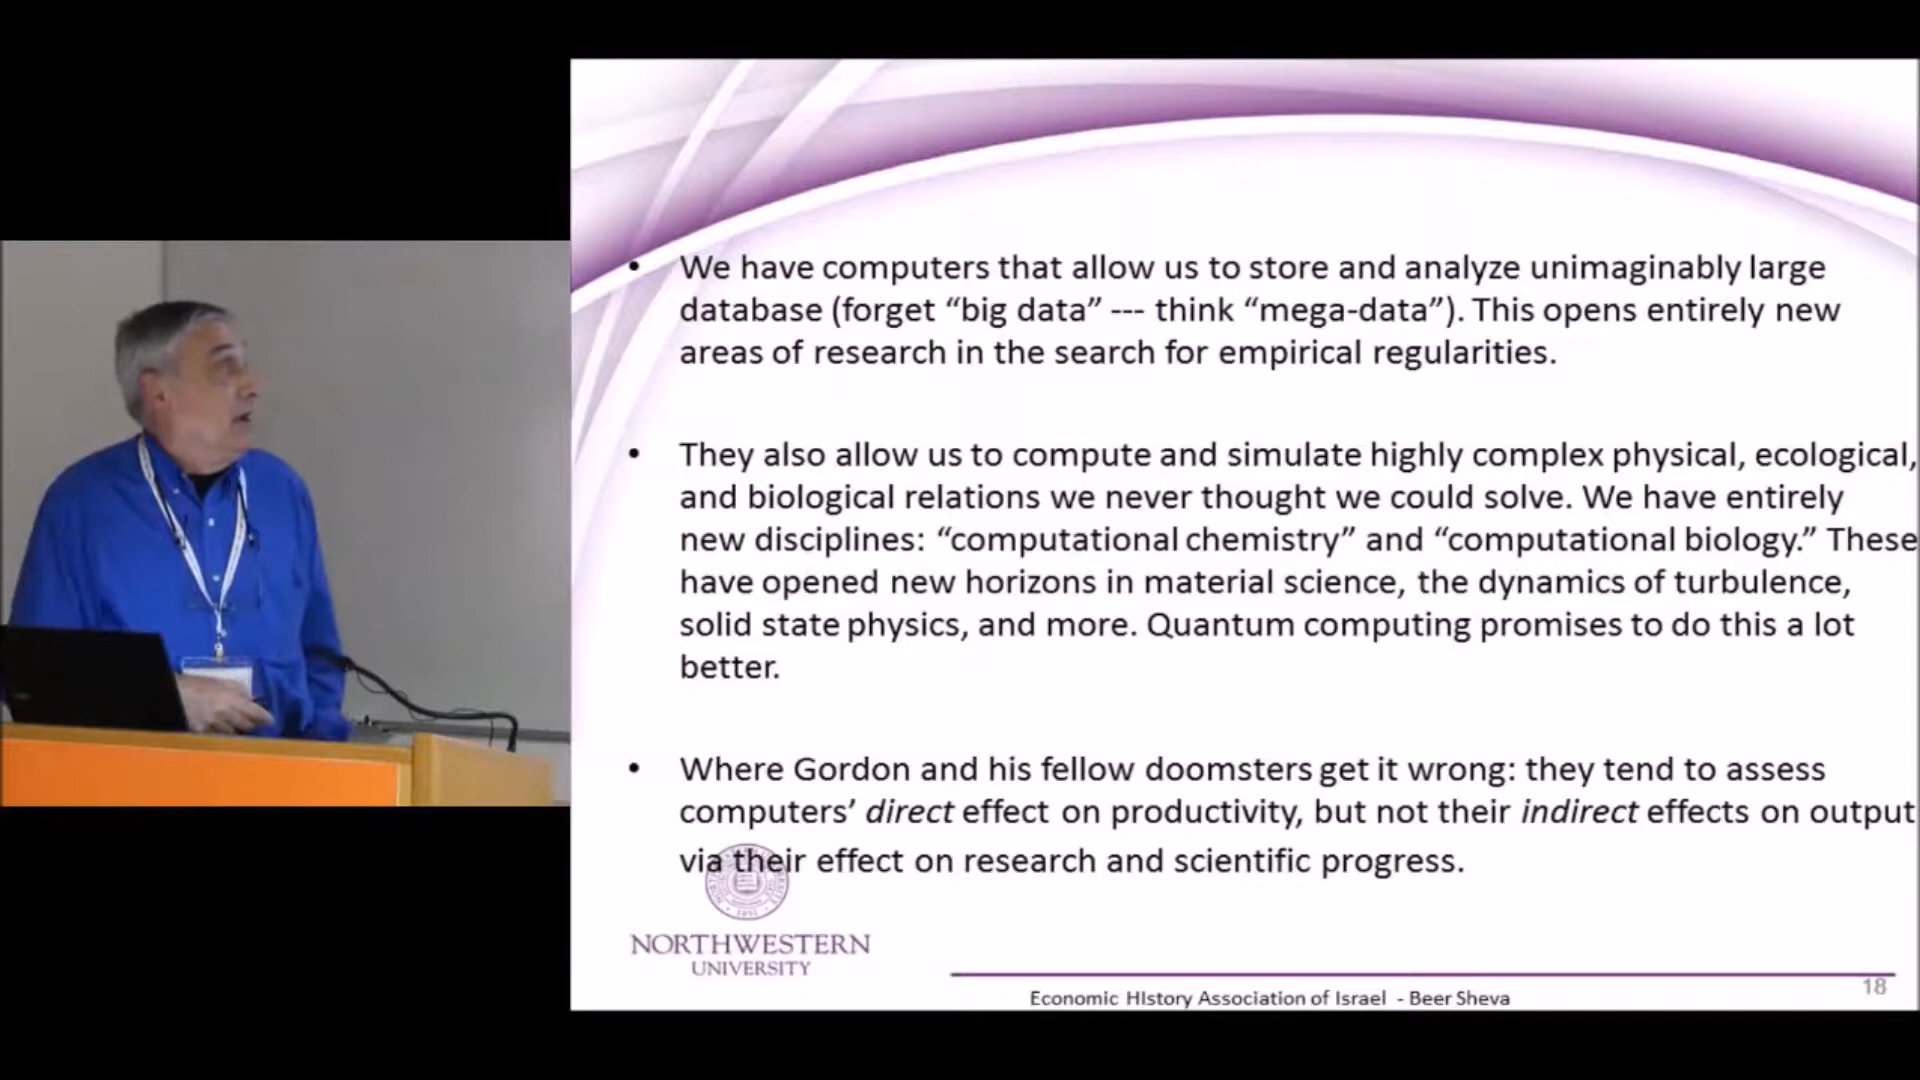 • We have computers that allow us to store and analyze unimaginably large
database (forget “big data” --- think “mega-data”). This opens entirely new
areas of research in the search for empirical regularities.
• They also allow us to compute and simulate highly complex physical, ecological,
and biological relations we never thought we could solve. We have entirely
new disciplines: “computational chemistry” and “computational biology.” These
have opened new horizons in material science, the dynamics of turbulence,
solid state physics, and more. Quantum computing promises to do this a lot
better.
• Where Gordon and his fellow doomsters get it wrong: they tend to assess
computers’ direct effect on productivity, but not their indirect effects on output
via their effect on research and scientific progress.
NORTHWESTERN
UNIVERSITY
Economic HIstory Association of Israel - Beer Sheva
18